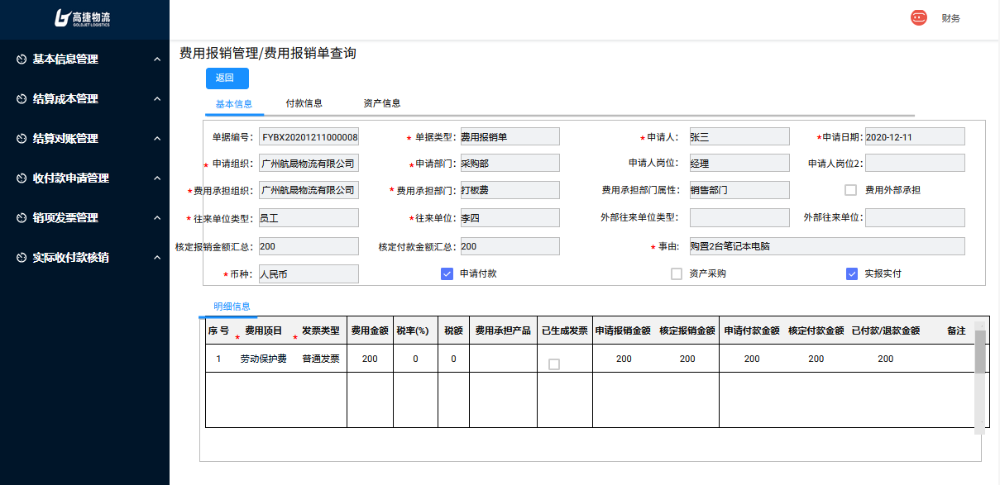 高捷物流
GOLDJET LOGISTICS
财务
基本信息管理
结算成本管理
结算对账管理
收付款申请管理
销项发票管理
实际收付款核销
费用报销管理/费用报销单查询
返回
基本信息 付款信息 资产信息
单据编号: FYBX20201211000008 *单据类型: 费用报销单 *申请人: 张三 *申请日期: 2020-12-11
*申请组织: 广州航晟物流有限公司 *申请部门: 采购部 申请人岗位: 经理 申请人岗位2:
*费用承担组织: 广州航晟物流有限公司 *费用承担部门: 打板费 费用承担部门属性: 销售部门 费用外部承担
*往来单位类型: 员工 *往来单位: 李四 外部往来单位类型: 外部往来单位:
核定报销金额汇总: 200 核定付款金额汇总: 200 *事由: 购置2台笔记本电脑
*币种: 人民币 申请付款 资产采购 实报实付
明细信息
序号 *费用项目 *发票类型 费用金额 税率(%) 税额 费用承担产品 已生成发票 申请报销金额 核定报销金额 申请付款金额 核定付款金额 已付款/退款金额 备注
1 劳动保护费 普通发票 200 0 0 200 200 200 200 200